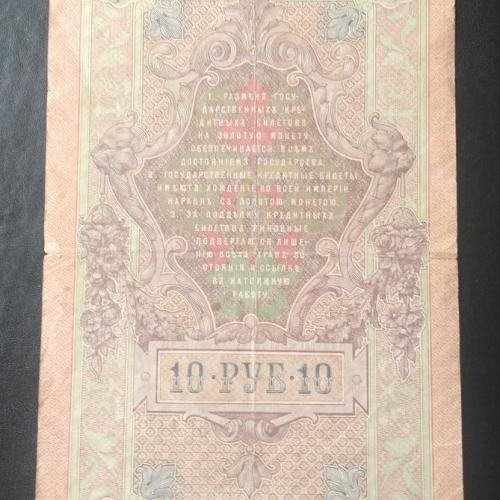 1. РАЗМѢНЪ ГОСУ-
ДАРСТВЕННЫХЪ КРЕ-
ДИТНЫХЪ БИЛЕТОВЪ
НА ЗОЛОТУЮ МОНЕТУ
ОБЕЗПЕЧИВАЕТСЯ ВСѢМЪ
ДОСТОЯНІЕМЪ ГОСУДАРСТВА.
2. ГОСУДАРСТВЕННЫЕ КРЕДИТНЫЕ БИЛЕТЫ
ИМѢЮТЪ ХОЖДЕНІЕ ВО ВСЕЙ ИМПЕРІИ
НАРАВНѢ СЪ ЗОЛОТОЮ МОНЕТОЮ.
3. ЗА ПОДДѢЛКУ КРЕДИТНЫХЪ
БИЛЕТОВЪ ВИНОВНЫЕ
ПОДВЕРГАЮТСЯ ЛИШЕ-
НІЮ ВСѢХЪ ПРАВЪ СО-
СТОЯНІЯ И ССЫЛКѢ
ВЪ КАТОРЖНУЮ
РАБОТУ.
10·РУБ·10